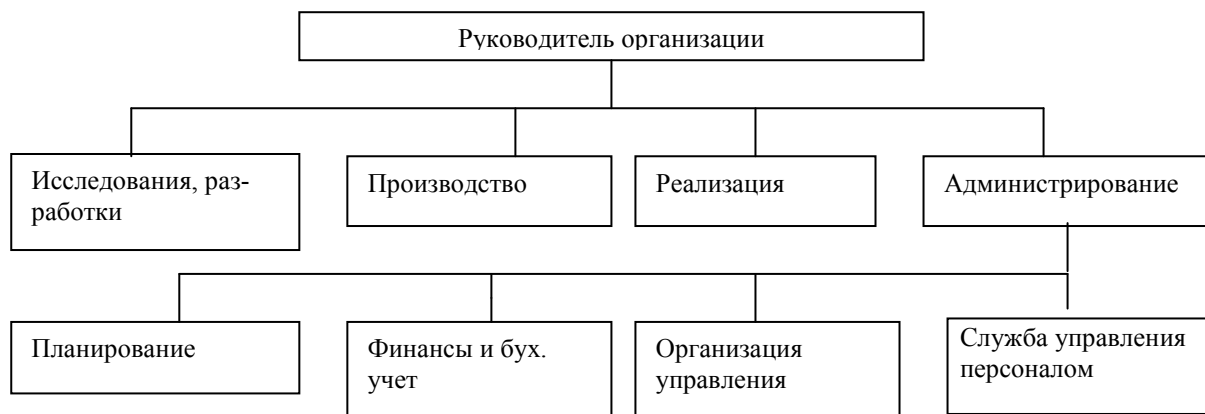 Руководитель организации
Исследования, раз-
работки
Производство
Реализация
Администрирование
Планирование
Финансы и бух.
учет
Организация
управления
Служба управления
персоналом